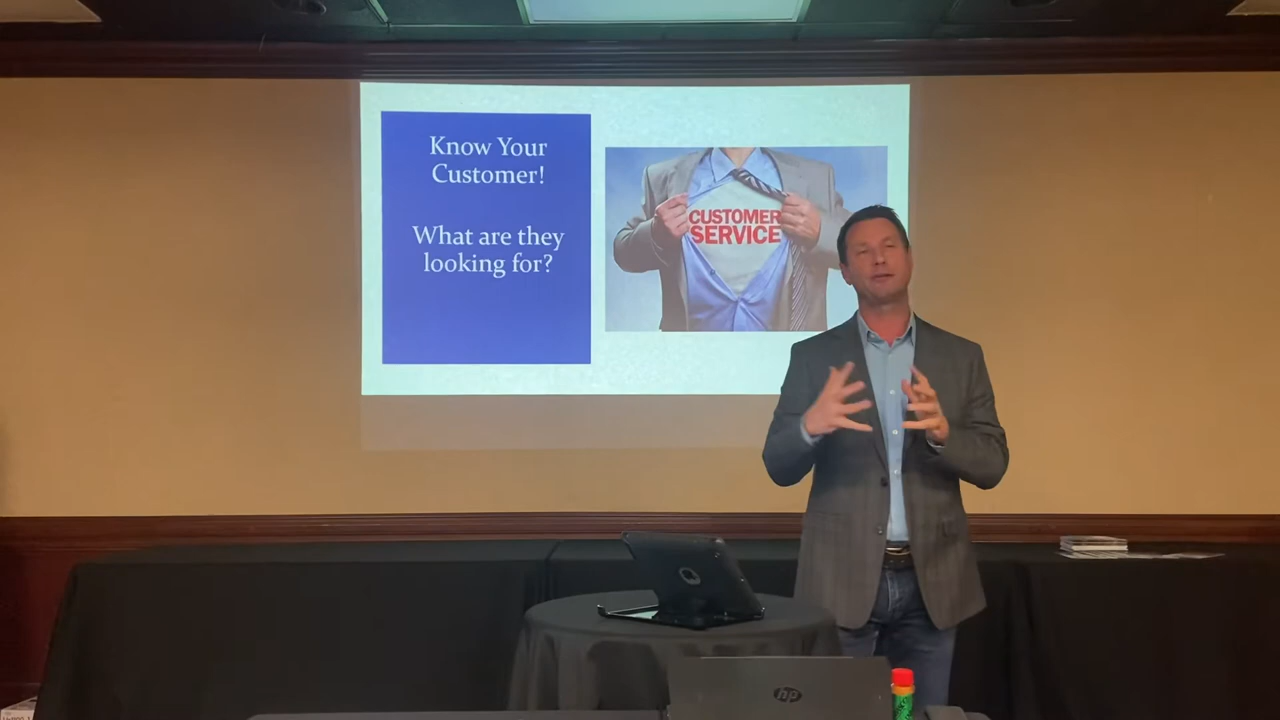 Know Your
Customer!
What are they
looking for?
CUSTOMER
SERVICE
hp